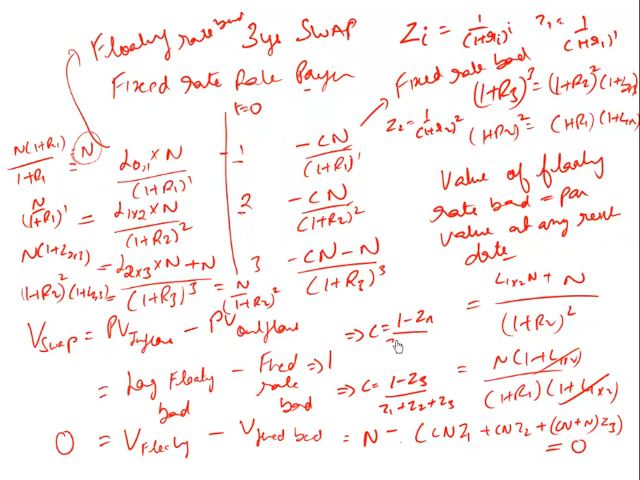 Floating rate bond 3ye SWAP
Zi = 1/(1+ri)^i  Z1 = 1/(1+r1)^1
Fixed rate Rate Payer
Fixed rate bond
t=0
(1+R3)^3 = (1+R2)^2 (1+L2x3)
Z2 = 1/(1+r2)^2  (1+R2)^2 = (1+R1)(1+L1x2)
N(1+R1)/(1+R1) = N
L0,1 × N/(1+R1)^1  1  -CN/(1+R1)^1
N/(1+R1)^1 = L1x2 × N/(1+R2)^2  2  -CN/(1+R2)^2
N(1+L2x3)/(1+R2)^2 (1+L2,3) = L2x3 × N + N/(1+R3)^3 = N/(1+R2)^2  3  -CN-N/(1+R3)^3
Value of floating
rate bond = par
value at any reset
date
= L1x2 N + N/(1+R2)^2
VSwap = PVInflow - PVOutflow  => C = 1-Zn
= Long Floating bond - Fixed rate bond => 1
=> C = 1-Z3/Z1+Z2+Z3
= N(1+L1x2)/(1+R1)(1+L1x2)
0 = VFloating - Vfixed bond = N - (CNZ1 + CNZ2 + (CN+N)Z3)
= 0